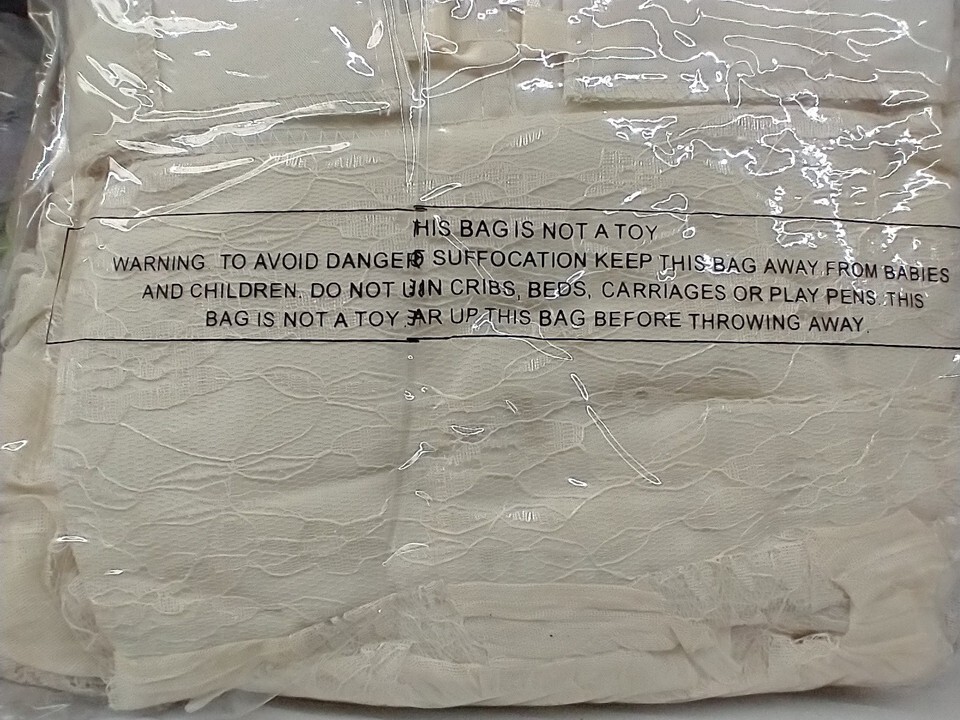 HIS BAG IS NOT A TOY
WARNING TO AVOID DANGER SUFFOCATION KEEP THIS BAG AWAY FROM BABIES
AND CHILDREN. DO NOT U IN CRIBS, BEDS, CARRIAGES OR PLAY PENS. THIS
BAG IS NOT A TOY AR UP THIS BAG BEFORE THROWING AWAY.